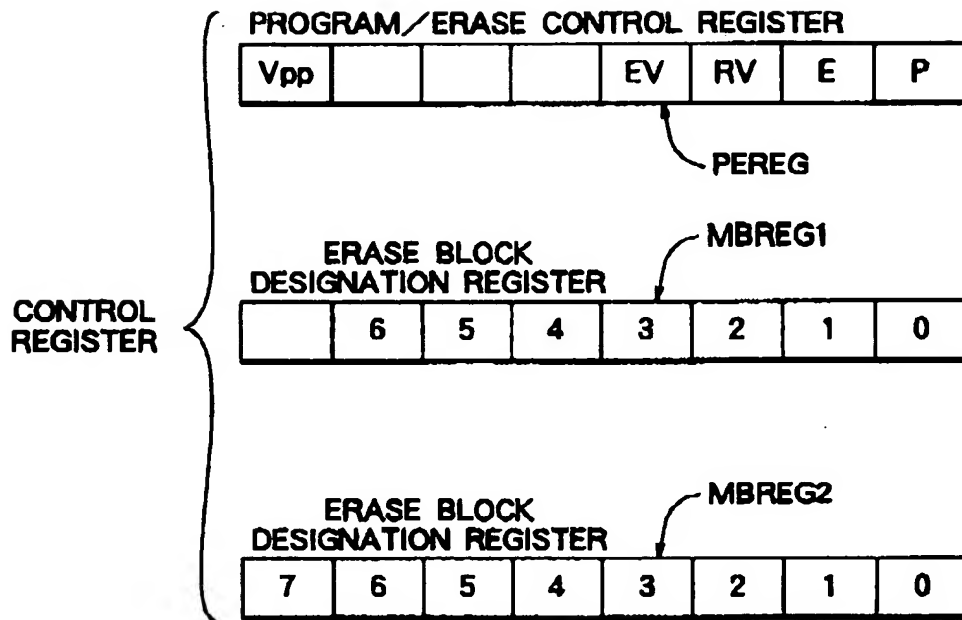 PROGRAM/ERASE CONTROL REGISTER
Vpp EV RV E P
PEREG
MBREG1
ERASE BLOCK
DESIGNATION REGISTER
6 5 4 3 2 1 0
CONTROL
REGISTER
MBREG2
ERASE BLOCK
DESIGNATION REGISTER
7 6 5 4 3 2 1 0